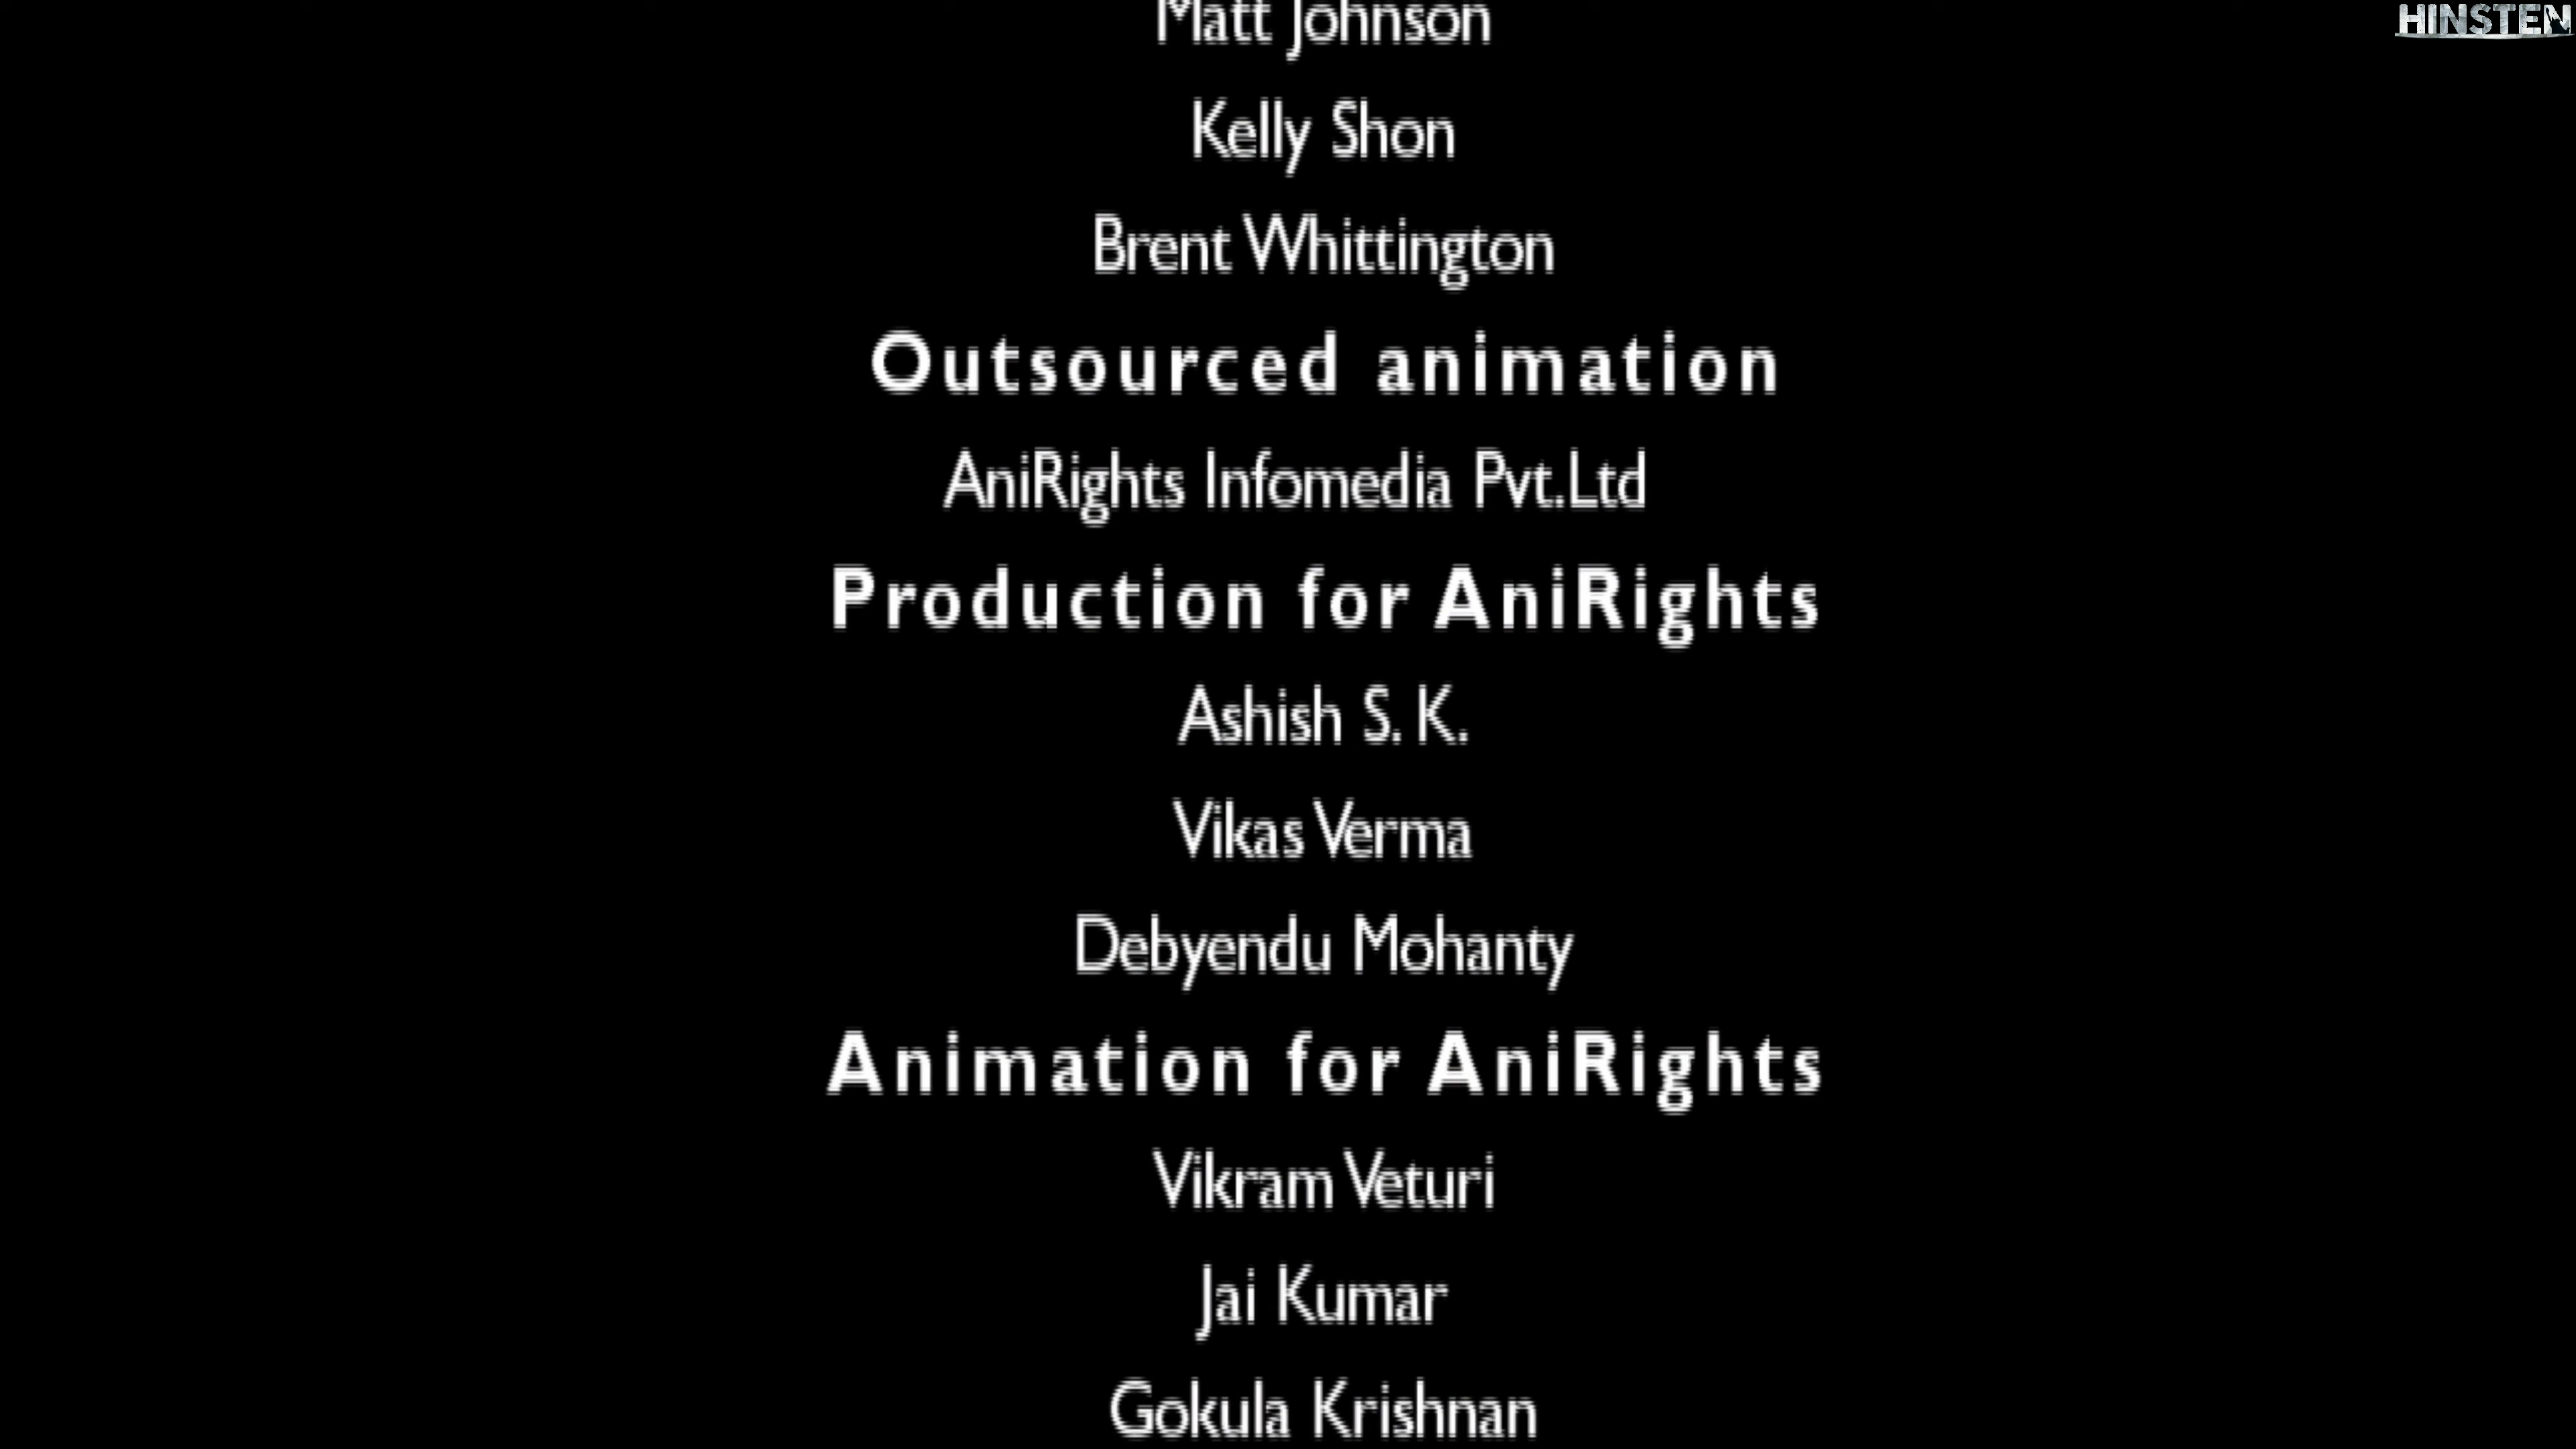 HINSTEN
Matt Johnson
Kelly Shon
Brent Whittington
Outsourced animation
AniRights Infomedia Pvt.Ltd
Production for AniRights
Ashish S. K.
Vikas Verma
Debyendu Mohanty
Animation for AniRights
Vikram Veturi
Jai Kumar
Gokula Krishnan